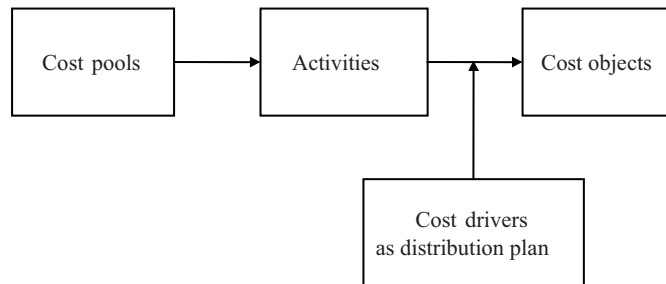 Cost pools
Activities
Cost objects
Cost drivers
as distribution plan